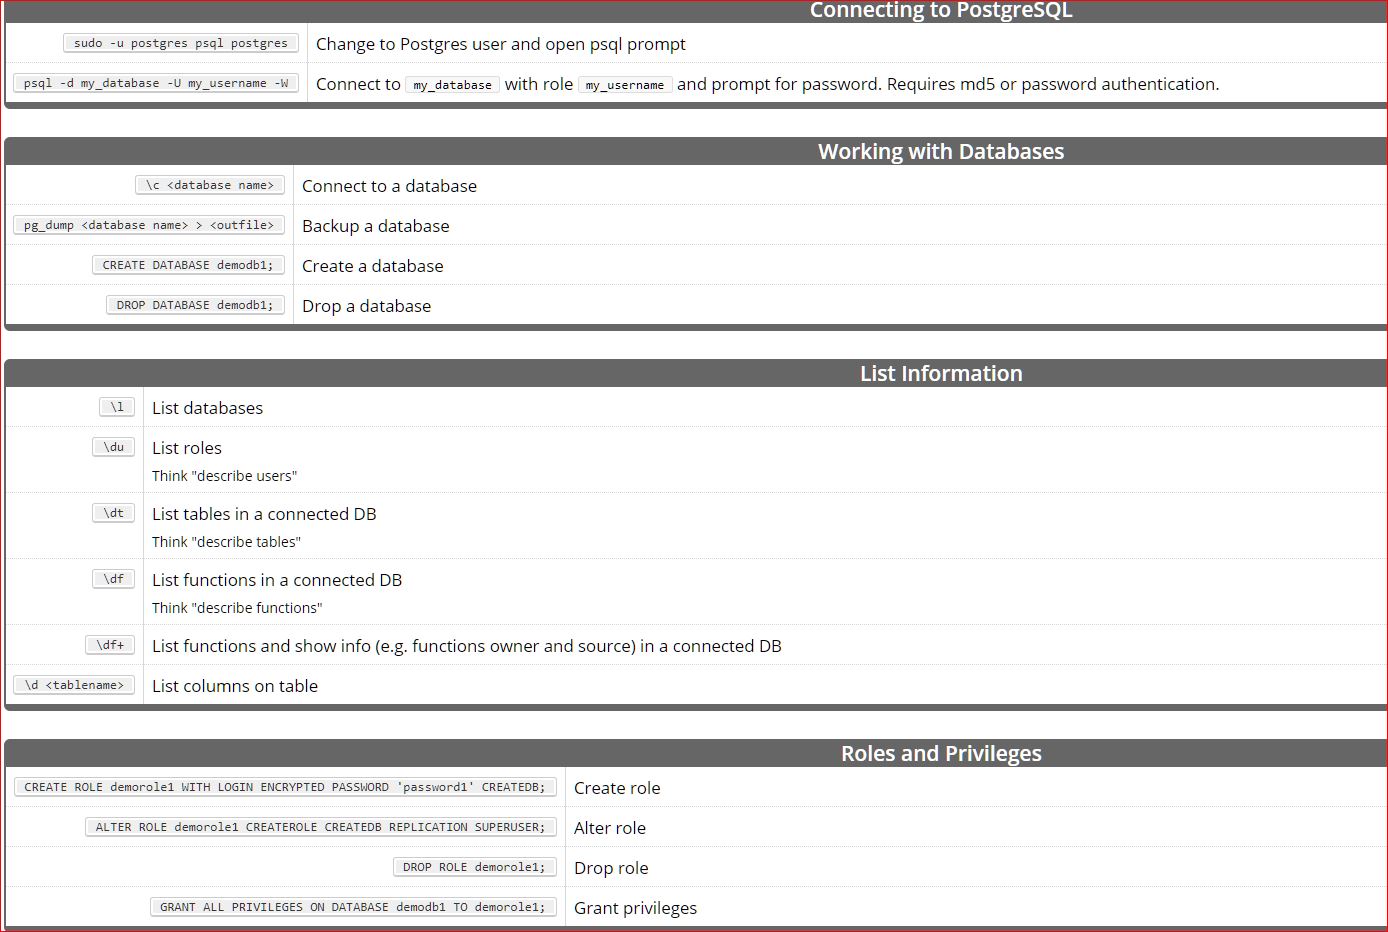 Connecting to PostgreSQL
sudo -u postgres psql postgres Change to Postgres user and open psql prompt
psql -d my_database -U my_username -W Connect to my_database with role my_username and prompt for password. Requires md5 or password authentication.
Working with Databases
\c <database name> Connect to a database
pg_dump <database name> > <outfile> Backup a database
CREATE DATABASE demodb1; Create a database
DROP DATABASE demodb1; Drop a database
List Information
\l List databases
\du List roles
Think "describe users"
\dt List tables in a connected DB
Think "describe tables"
\df List functions in a connected DB
Think "describe functions"
\df+ List functions and show info (e.g. functions owner and source) in a connected DB
\d <tablename> List columns on table
Roles and Privileges
CREATE ROLE demorole1 WITH LOGIN ENCRYPTED PASSWORD 'password1' CREATEDB; Create role
ALTER ROLE demorole1 CREATEROLE CREATEDB REPLICATION SUPERUSER; Alter role
DROP ROLE demorole1; Drop role
GRANT ALL PRIVILEGES ON DATABASE demodb1 TO demorole1; Grant privileges